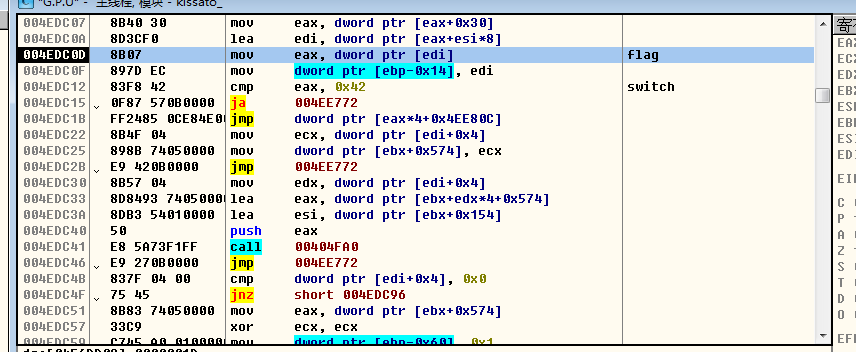 "G.P.U" - 主线程, 模块 - kissato_
004EDC07 8B40 30 mov eax, dword ptr [eax+0x30]
004EDC0A 8D3CF0 lea edi, dword ptr [eax+esi*8]
004EDC0D 8B07 mov eax, dword ptr [edi] flag
004EDC0F 897D EC mov dword ptr [ebp-0x14], edi
004EDC12 83F8 42 cmp eax, 0x42 switch
004EDC15 0F87 570B0000 ja 004EE772
004EDC1B FF2485 0CE84E0 jmp dword ptr [eax*4+0x4EE80C]
004EDC22 8B4F 04 mov ecx, dword ptr [edi+0x4]
004EDC25 898B 74050000 mov dword ptr [ebx+0x574], ecx
004EDC2B E9 420B0000 jmp 004EE772
004EDC30 8B57 04 mov edx, dword ptr [edi+0x4]
004EDC33 8D8493 74050000 lea eax, dword ptr [ebx+edx*4+0x574]
004EDC3A 8DB3 54010000 lea esi, dword ptr [ebx+0x154]
004EDC40 50 push eax
004EDC41 E8 5A73F1FF call 00404FA0
004EDC46 E9 270B0000 jmp 004EE772
004EDC4B 837F 04 00 cmp dword ptr [edi+0x4], 0x0
004EDC4F 75 45 jnz short 004EDC96
004EDC51 8B83 74050000 mov eax, dword ptr [ebx+0x574]
004EDC57 33C9 xor ecx, ecx
004EDC59 C745 A0 010000 mov dword ptr [ebp-0x60], 0x1
寄
EA
EC
ED
EB
ES
EB
ES
ED
EI
C
P
A
Z
S
T
D
O
EF